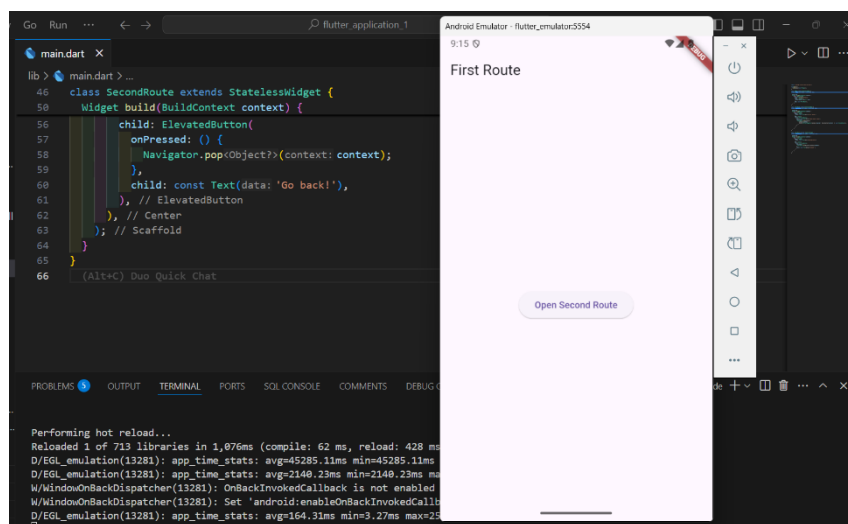 Go Run ... flutter_application_1
main.dart
lib > main.dart > ...
46 class SecondRoute extends StatelessWidget {
50 Widget build(BuildContext context) {
56 child: ElevatedButton(
57 onPressed: () {
58 Navigator.pop<Object?>(context: context);
59 },
60 child: const Text(data: 'Go back!'),
61 ), // ElevatedButton
62 ), // Center
63 ); // Scaffold
64 }
65 }
66 (Alt+C) Duo Quick Chat
PROBLEMS 5 OUTPUT TERMINAL PORTS SQL CONSOLE COMMENTS DEBUG C
Performing hot reload...
Reloaded 1 of 713 libraries in 1,076ms (compile: 62 ms, reload: 428 ms
D/EGL_emulation(13281): app_time_stats: avg=45285.11ms min=45285.11ms
D/EGL_emulation(13281): app_time_stats: avg=2140.23ms min=2140.23ms ma
W/WindowOnBackDispatcher(13281): OnBackInvokedCallback is not enabled
W/WindowOnBackDispatcher(13281): Set 'android:enableOnBackInvokedCallb
D/EGL_emulation(13281): app_time_stats: avg=164.31ms min=3.27ms max=25
Android Emulator - flutter_emulator:5554
9:15
First Route
Open Second Route